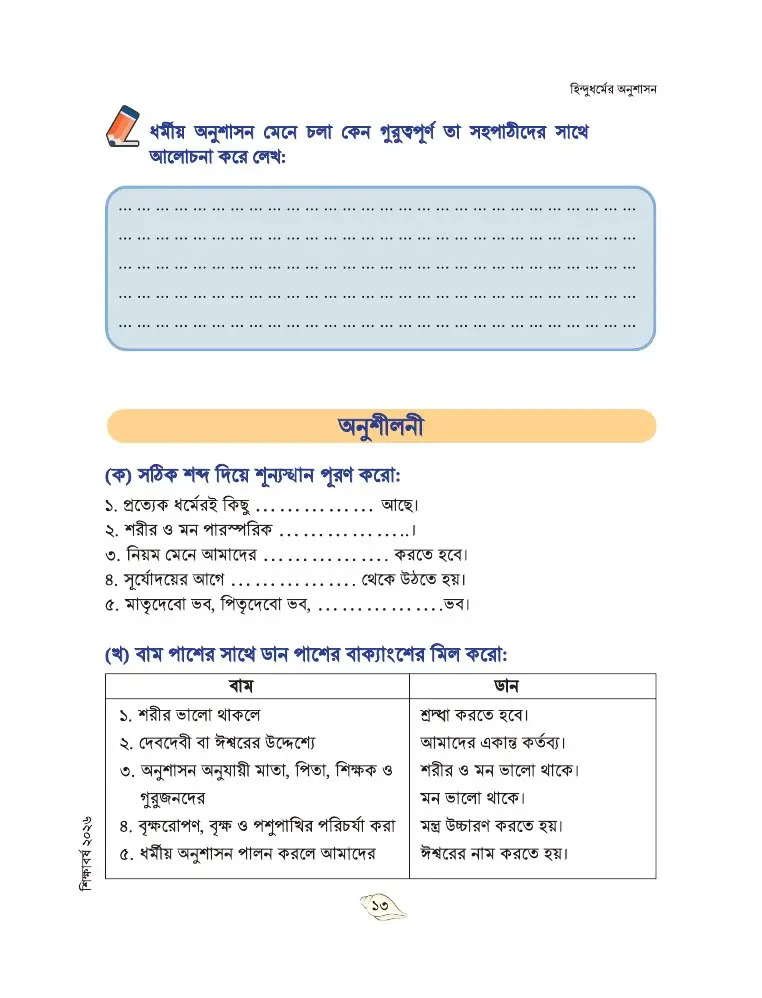 হিন্দুধর্মের অনুশাসন
ধর্মীয় অনুশাসন মেনে চলা কেন গুরুত্বপূর্ণ তা সহপাঠীদের সাথে
আলোচনা করে লেখ:
... ... ... ... ... ... ... ... ... ... ... ... ... ... ... ... ... ... ... ... ... ... ... ... ... ... ... ...
... ... ... ... ... ... ... ... ... ... ... ... ... ... ... ... ... ... ... ... ... ... ... ... ... ... ... ...
... ... ... ... ... ... ... ... ... ... ... ... ... ... ... ... ... ... ... ... ... ... ... ... ... ... ... ...
... ... ... ... ... ... ... ... ... ... ... ... ... ... ... ... ... ... ... ... ... ... ... ... ... ... ... ...
... ... ... ... ... ... ... ... ... ... ... ... ... ... ... ... ... ... ... ... ... ... ... ... ... ... ... ...
অনুশীলনী
(ক) সঠিক শব্দ দিয়ে শূন্যস্থান পূরণ করো:
১. প্রত্যেক ধর্মেরই কিছু ............... আছে।
২. শরীর ও মন পারস্পরিক .................।
৩. নিয়ম মেনে আমাদের ................ করতে হবে।
৪. সূর্যোদয়ের আগে ................ থেকে উঠতে হয়।
৫. মাতৃদেবো ভব, পিতৃদেবো ভব, ................ভব।
(খ) বাম পাশের সাথে ডান পাশের বাক্যাংশের মিল করো:
বাম ডান
১. শরীর ভালো থাকলে শ্রদ্ধা করতে হবে।
২. দেবদেবী বা ঈশ্বরের উদ্দেশ্যে আমাদের একান্ত কর্তব্য।
৩. অনুশাসন অনুযায়ী মাতা, পিতা, শিক্ষক ও শরীর ও মন ভালো থাকে।
গুরুজনদের মন ভালো থাকে।
৪. বৃক্ষরোপণ, বৃক্ষ ও পশুপাখির পরিচর্যা করা মন্ত্র উচ্চারণ করতে হয়।
৫. ধর্মীয় অনুশাসন পালন করলে আমাদের ঈশ্বরের নাম করতে হয়।
শিক্ষাবর্ষ ২০২৬
১৩